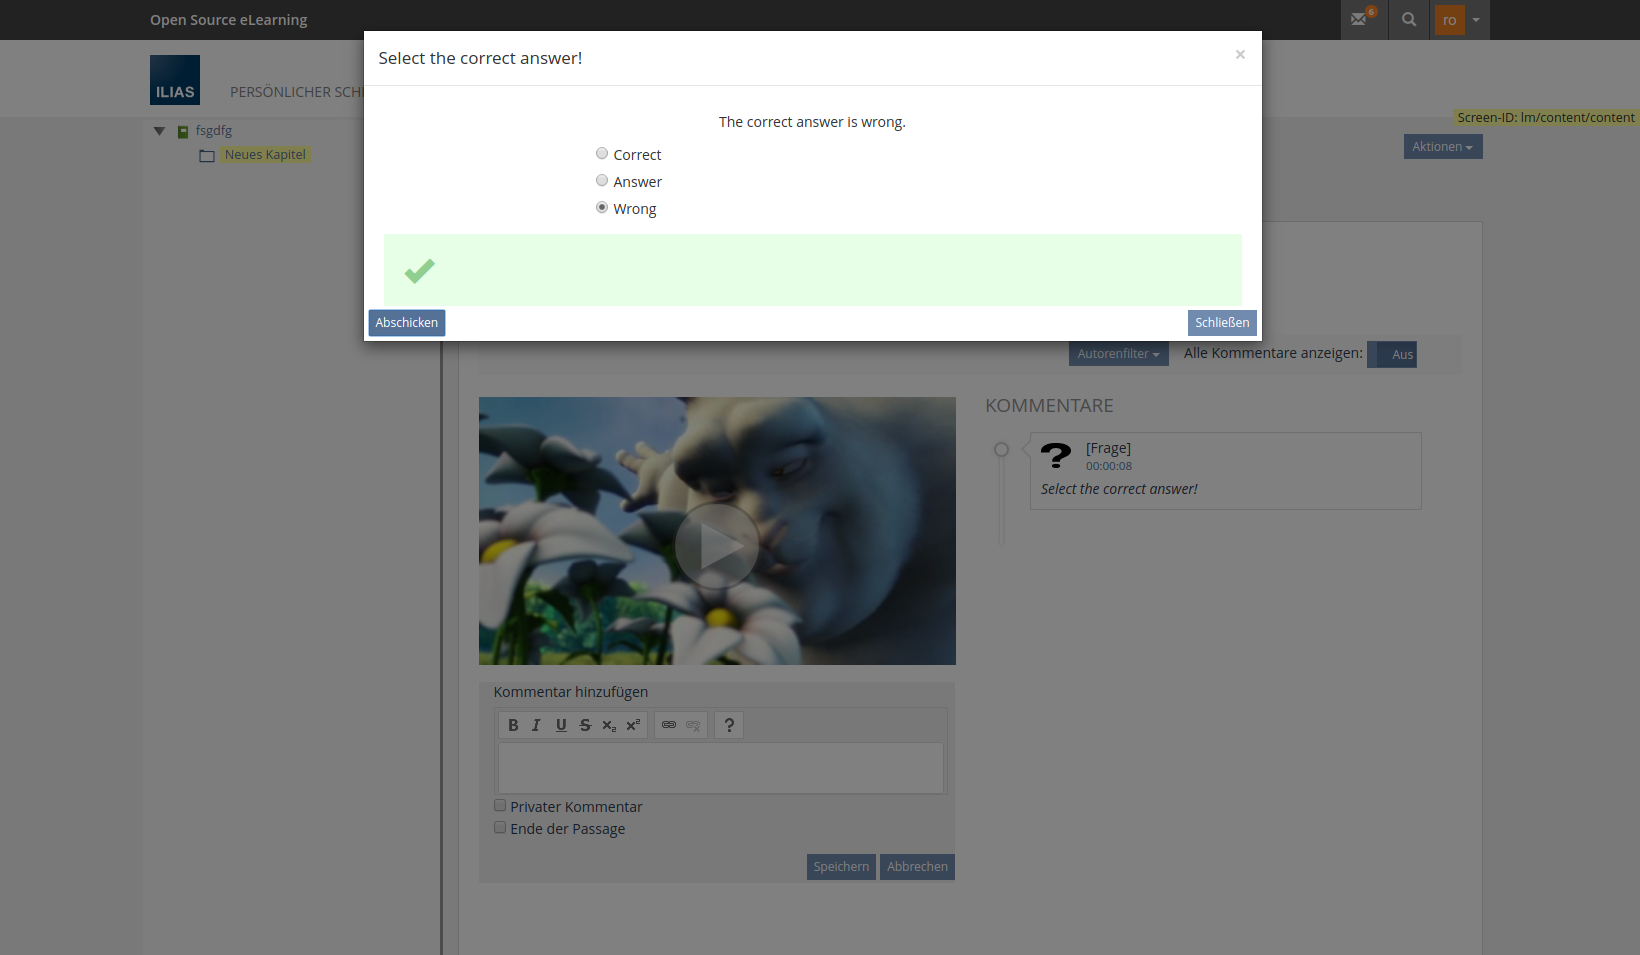 Open Source eLearning
6
ro
Select the correct answer!
×
ILIAS
PERSÖNLICHER SCH
The correct answer is wrong.
Correct
Answer
Wrong
Abschicken
Schließen
fsgdfg
Neues Kapitel
Screen-ID: lm/content/content
Aktionen
Autorenfilter
Alle Kommentare anzeigen:
Aus
KOMMENTARE
? [Frage]
00:00:08
Select the correct answer!
Kommentar hinzufügen
B I U S x₂ x² ?
Privater Kommentar
Ende der Passage
Speichern
Abbrechen